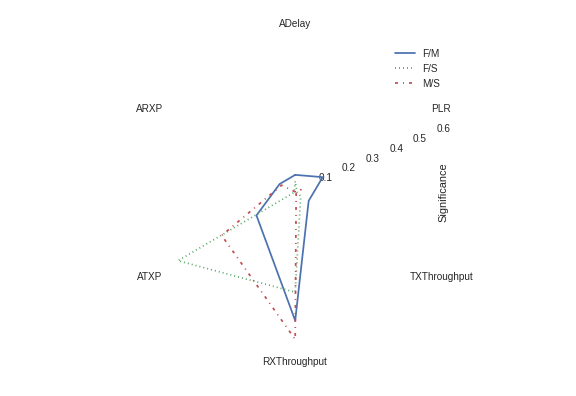 ADelay
F/M
F/S
M/S
ARXP
PLR
0.6
0.5
0.4
0.3
0.2
0.1
Significance
ATXP
TXThroughput
RXThroughput